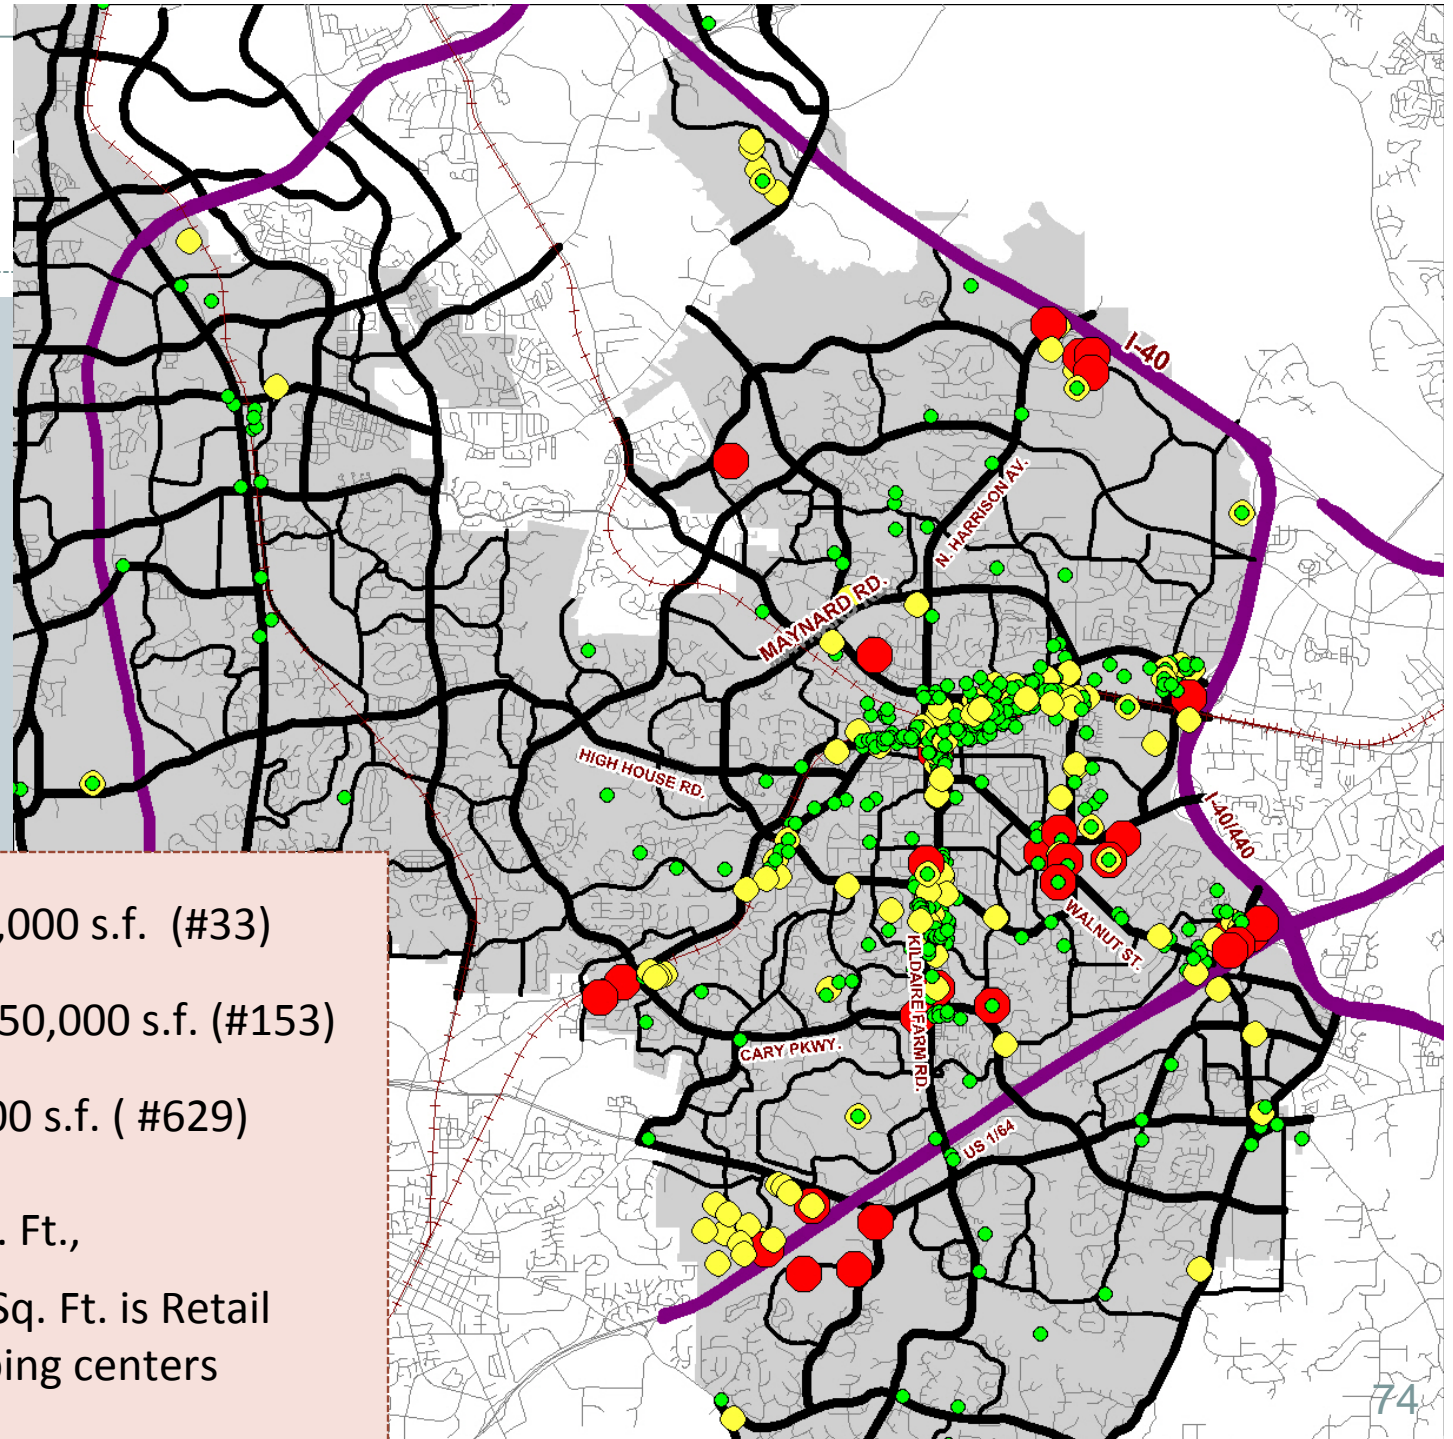 I-40
N. HARRISON AV.
MAYNARD RD.
HIGH HOUSE RD.
I-40/440
WALNUT ST.
KILDAIRE FARM RD.
CARY PKWY.
US 1/64
,000 s.f. (#33)
50,000 s.f. (#153)
00 s.f. ( #629)
. Ft.,
Sq. Ft. is Retail
ping centers
74